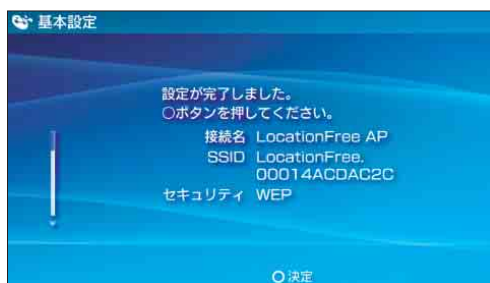 基本設定
設定が完了しました。
○ボタンを押してください。
接続名 LocationFree AP
SSID LocationFree.
00014ACDAC2C
セキュリティ WEP
○決定